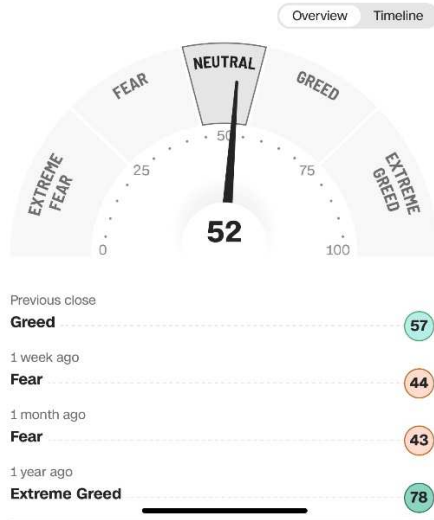 Overview Timeline
NEUTRAL
FEAR
GREED
EXTREME
FEAR
EXTREME
GREED
50
25
75
0
100
52
Previous close
Greed 57
1 week ago
Fear 44
1 month ago
Fear 43
1 year ago
Extreme Greed 78